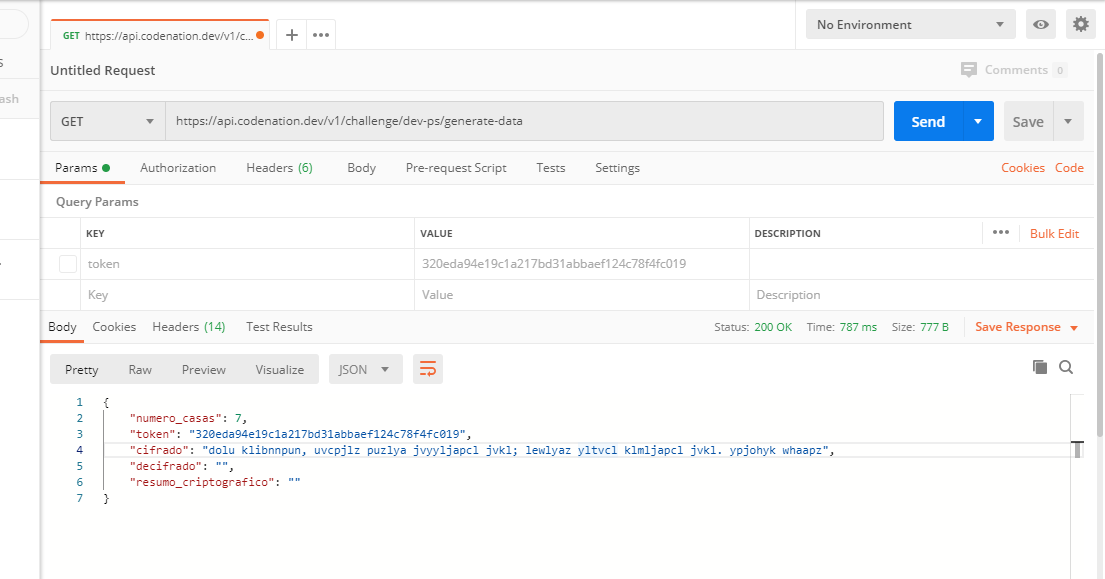 GET https://api.codenation.dev/v1/c...
No Environment
Untitled Request
Comments 0
GET https://api.codenation.dev/v1/challenge/dev-ps/generate-data Send Save
Params Authorization Headers (6) Body Pre-request Script Tests Settings Cookies Code
Query Params
KEY VALUE DESCRIPTION Bulk Edit
token 320eda94e19c1a217bd31abbaef124c78f4fc019
Key Value Description
Body Cookies Headers (14) Test Results Status: 200 OK Time: 787 ms Size: 777 B Save Response
Pretty Raw Preview Visualize JSON
1 {
2 "numero_casas": 7,
3 "token": "320eda94e19c1a217bd31abbaef124c78f4fc019",
4 "cifrado": "dolu klibnnpun, uvcpjlz puzlya jvyyljapcl jvkl; lewlyaz yltvcl klmljapcl jvkl. ypjohyk whaapz",
5 "decifrado": "",
6 "resumo_criptografico": ""
7 }